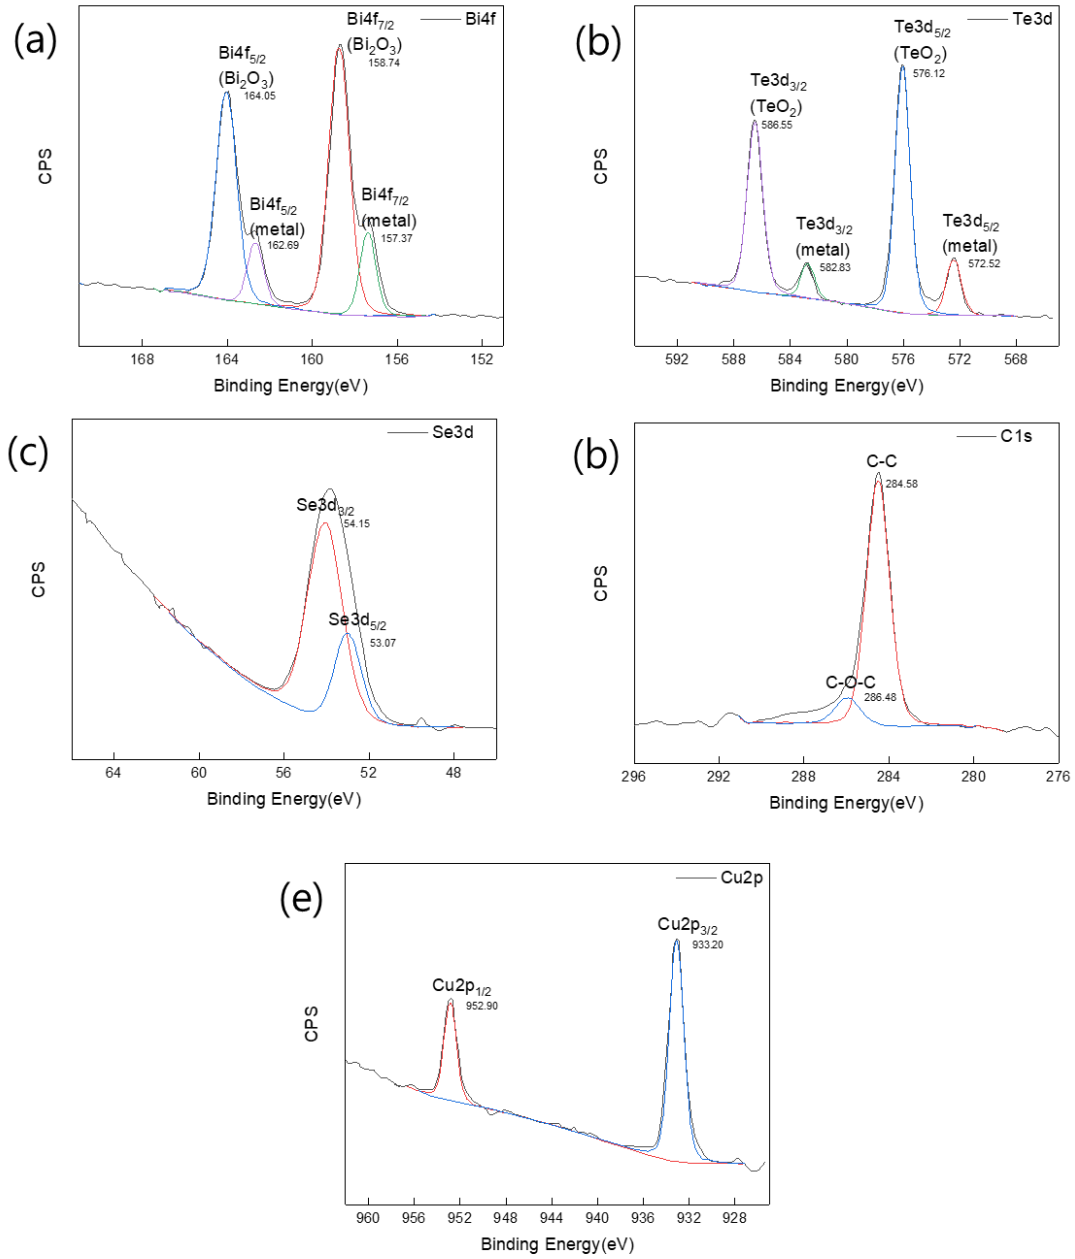 (a)
Bi4f
Bi4f7/2
(Bi2O3)
158.74
Bi4f5/2
(Bi2O3)
164.05
Bi4f5/2
(metal)
162.69
Bi4f7/2
(metal)
157.37
CPS
168 164 160 156 152
Binding Energy(eV)
(b)
Te3d
Te3d5/2
(TeO2)
576.12
Te3d3/2
(TeO2)
586.55
Te3d3/2
(metal)
582.83
Te3d5/2
(metal)
572.52
CPS
592 588 584 580 576 572 568
Binding Energy(eV)
(c)
Se3d
Se3d3/2
54.15
Se3d5/2
53.07
CPS
64 60 56 52 48
Binding Energy(eV)
(b)
C1s
C-C
284.58
C-O-C
286.48
CPS
296 292 288 284 280 276
Binding Energy(eV)
(e)
Cu2p
Cu2p3/2
933.20
Cu2p1/2
952.90
CPS
960 956 952 948 944 940 936 932 928
Binding Energy(eV)